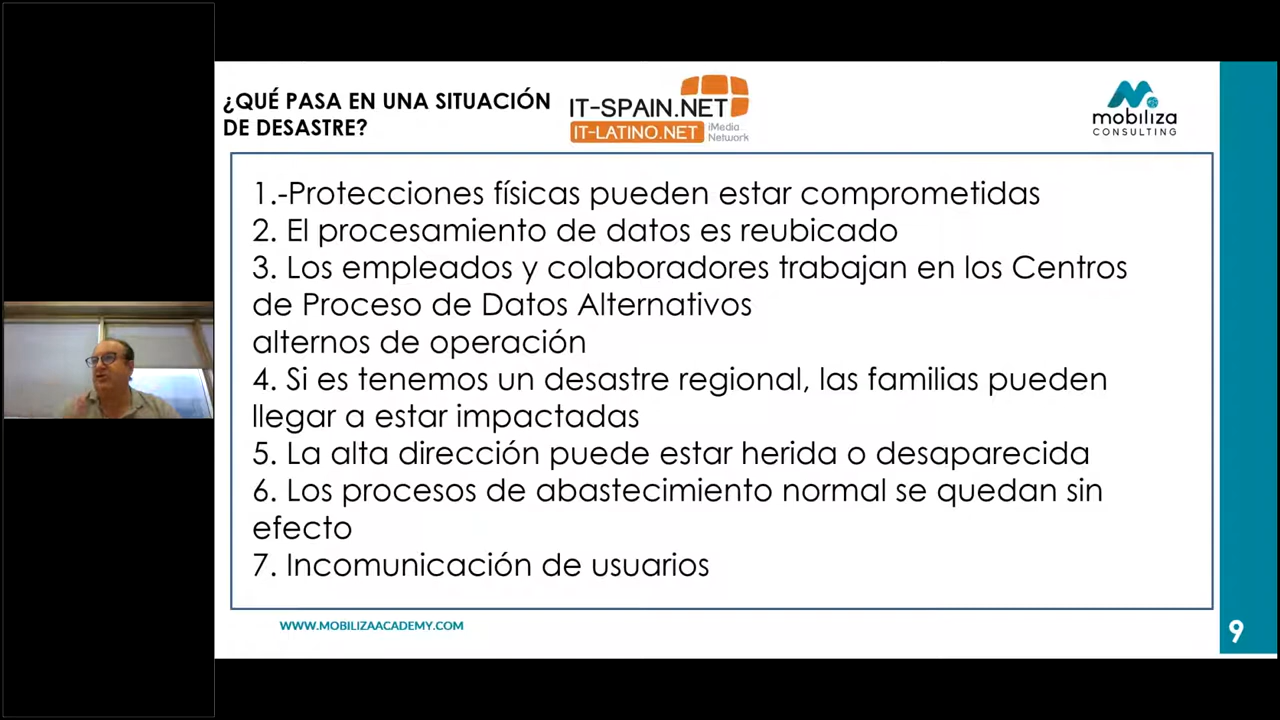 ¿QUÉ PASA EN UNA SITUACIÓN
DE DESASTRE?
IT-SPAIN.NET
IT-LATINO.NET
iMedia
Network
mobiliza
CONSULTING
1.-Protecciones físicas pueden estar comprometidas
2. El procesamiento de datos es reubicado
3. Los empleados y colaboradores trabajan en los Centros
de Proceso de Datos Alternativos
alternos de operación
4. Si es tenemos un desastre regional, las familias pueden
llegar a estar impactadas
5. La alta dirección puede estar herida o desaparecida
6. Los procesos de abastecimiento normal se quedan sin
efecto
7. Incomunicación de usuarios
WWW.MOBILIZAACADEMY.COM
9